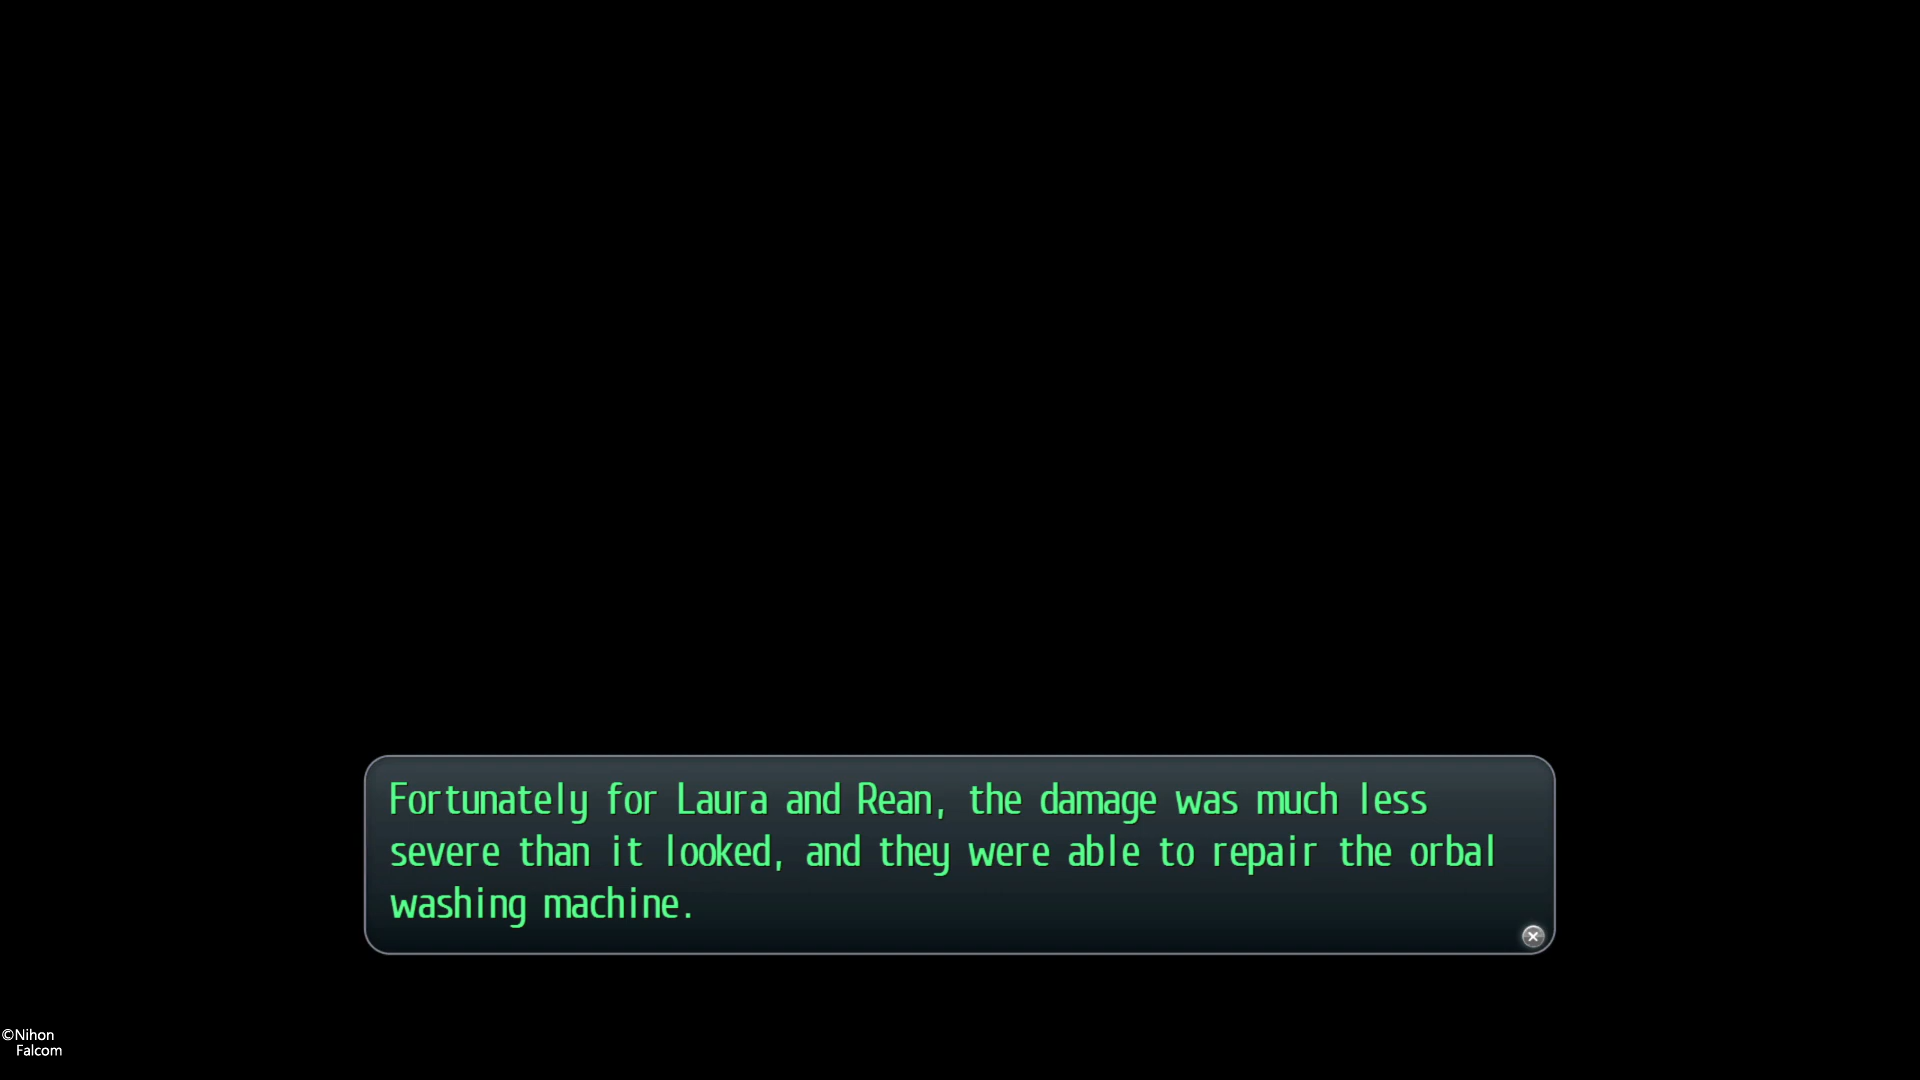 Fortunately for Laura and Rean, the damage was much less
severe than it looked, and they were able to repair the orbal
washing machine.
©Nihon
Falcom